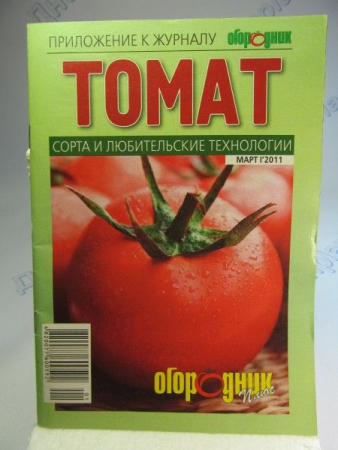 ПРИЛОЖЕНИЕ К ЖУРНАЛУ огородник
ТОМАТ
СОРТА И ЛЮБИТЕЛЬСКИЕ ТЕХНОЛОГИИ
МАРТ I'2011
огородник
Плюс